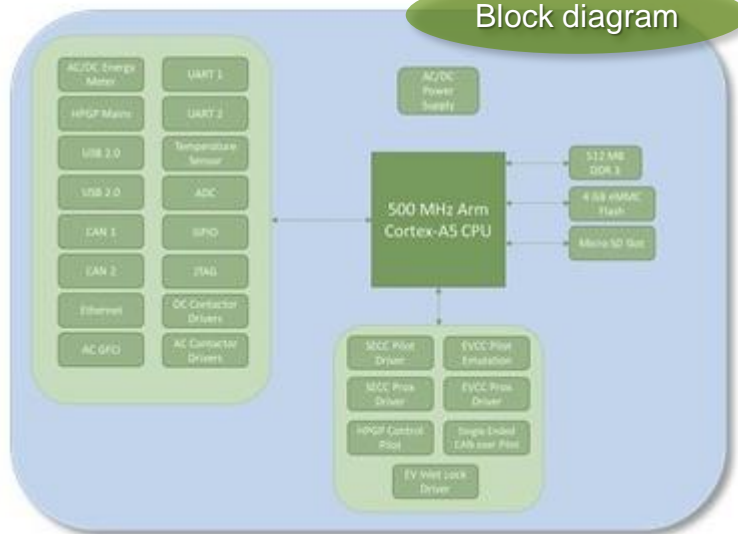 Block diagram
AC/DC Energy
Meter
UART 1
HPGP Mains
UART 2
USB 2.0
Temperature
Sensor
USB 2.0
ADC
CAN 1
GPIO
CAN 2
JTAG
Ethernet
DC Contactor
Drivers
AC GFCI
AC Contactor
Drivers
AC/DC
Power
Supply
500 MHz Arm
Cortex-A5 CPU
512 MB
DDR 3
4 GB eMMC
Flash
Micro SD Slot
SECC Pilot
Driver
EVCC Pilot
Emulation
SECC Prox
Driver
EVCC Prox
Driver
HPGP Control
Pilot
Single Ended
CAN over Pilot
EV Inlet Lock
Driver